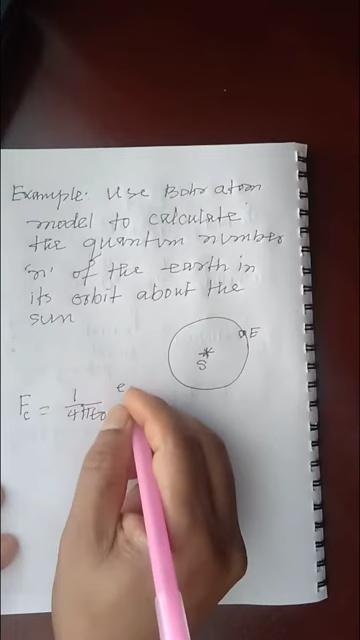 Example: Use Bohr atom
model to calculate
the quantum number
'n' of the earth in
its orbit about the
sun
E
S
F_c = 1/4πε₀ e